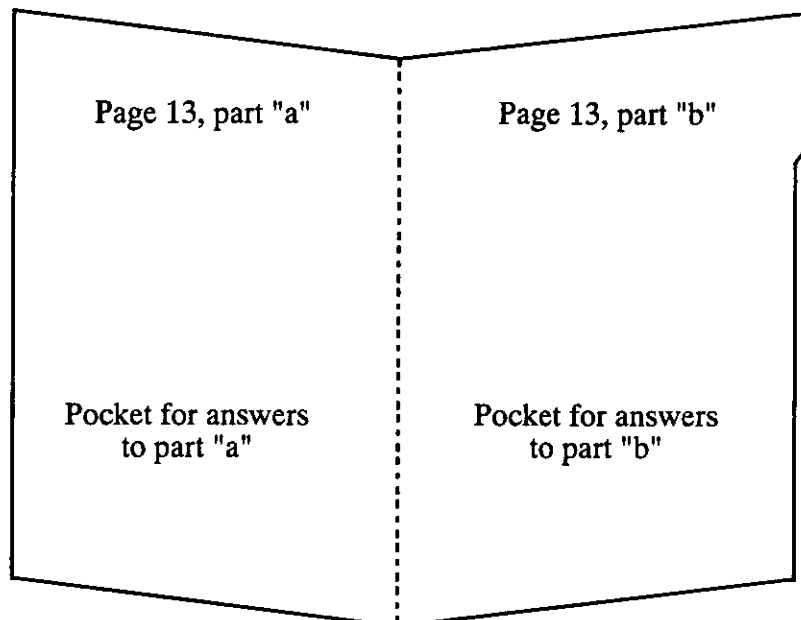 Page 13, part "a"
Page 13, part "b"
Pocket for answers
to part "a"
Pocket for answers
to part "b"